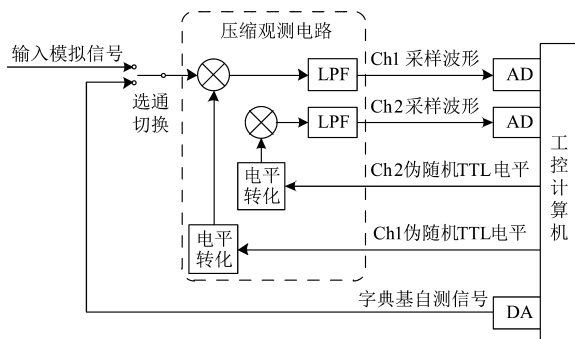 压缩观测电路
输入模拟信号
选通
切换
LPF
Ch1 采样波形
AD
LPF
Ch2 采样波形
AD
电平
转化
Ch2伪随机TTL 电平
电平
转化
Ch1伪随机TTL 电平
字典基自测信号
DA
工控计算机